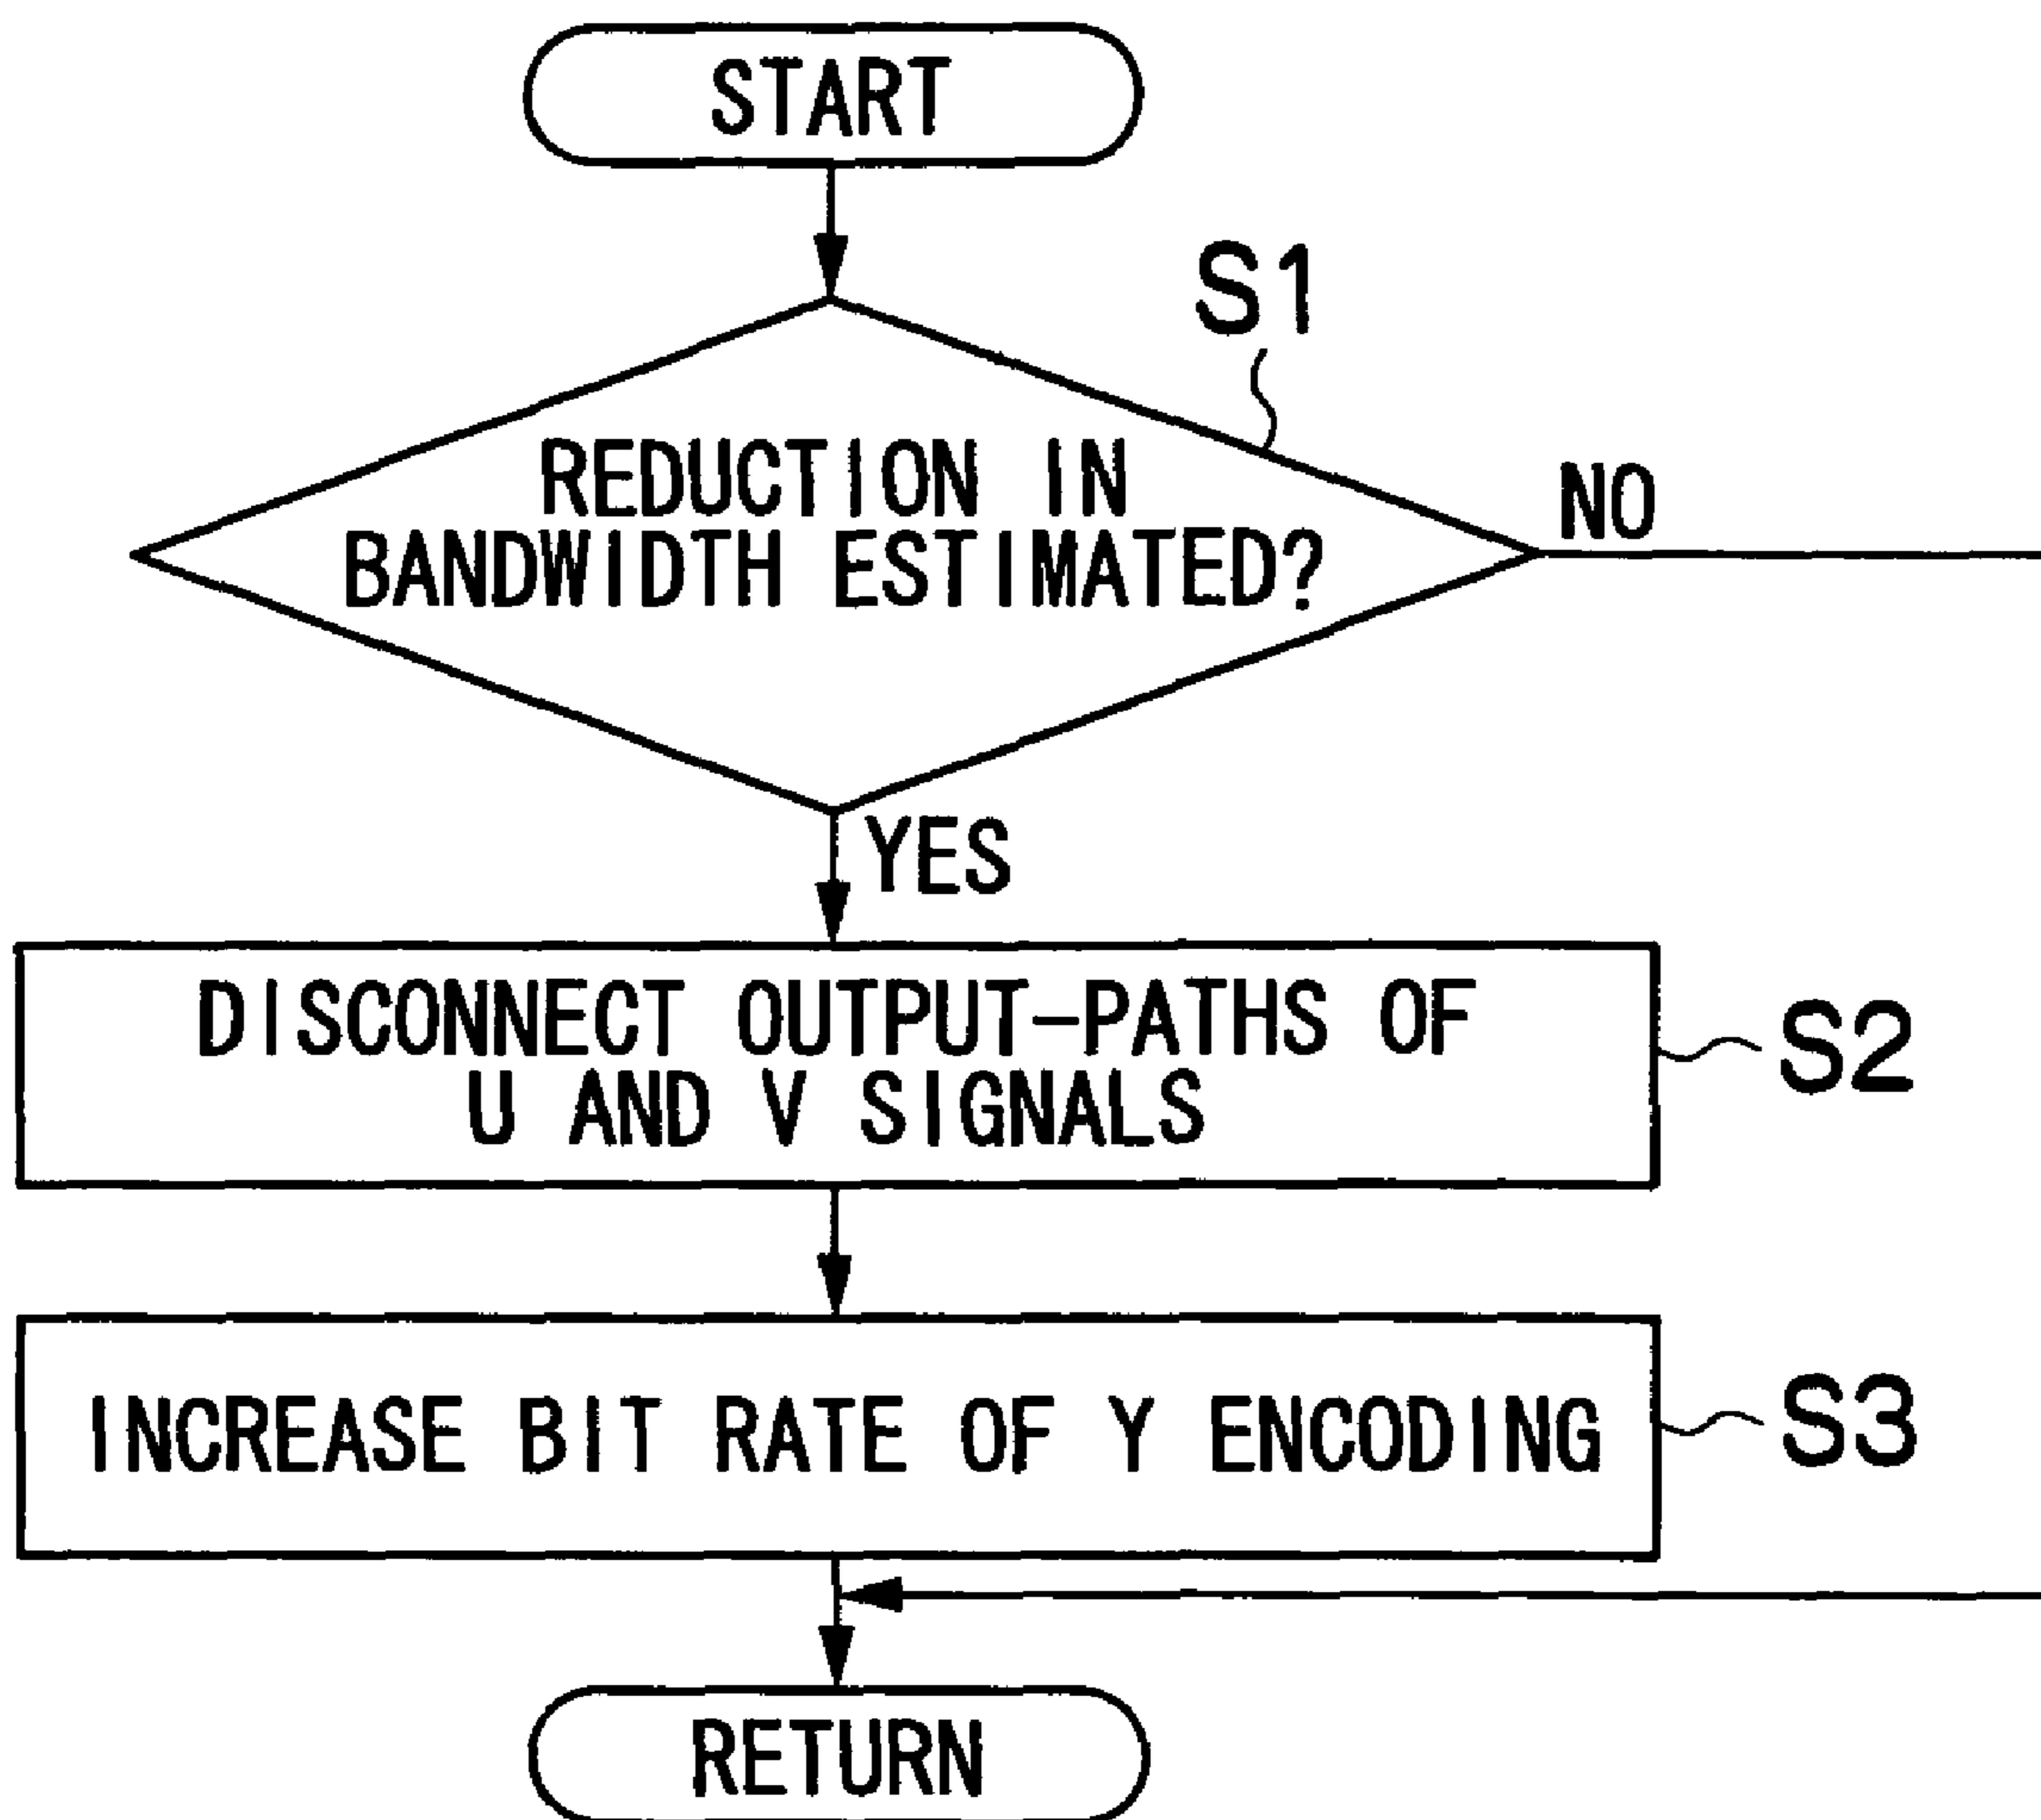 START
S1
REDUCTION IN
BANDWIDTH ESTIMATED?
NO
YES
DISCONNECT OUTPUT-PATHS OF
U AND V SIGNALS
S2
INCREASE BIT RATE OF Y ENCODING
S3
RETURN